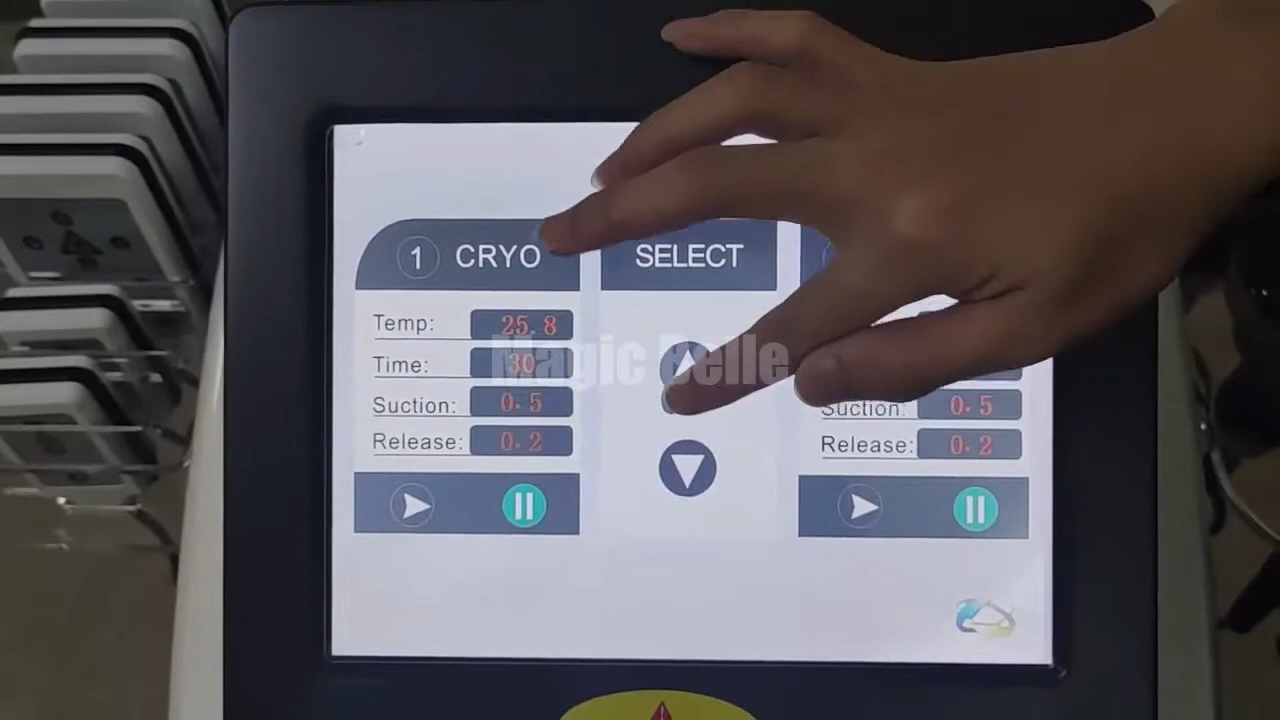 1 CRYO
SELECT
Temp: 25.8
Time: 30
Suction: 0.5
Release: 0.2
Suction: 0.5
Release: 0.2
Magic Belle